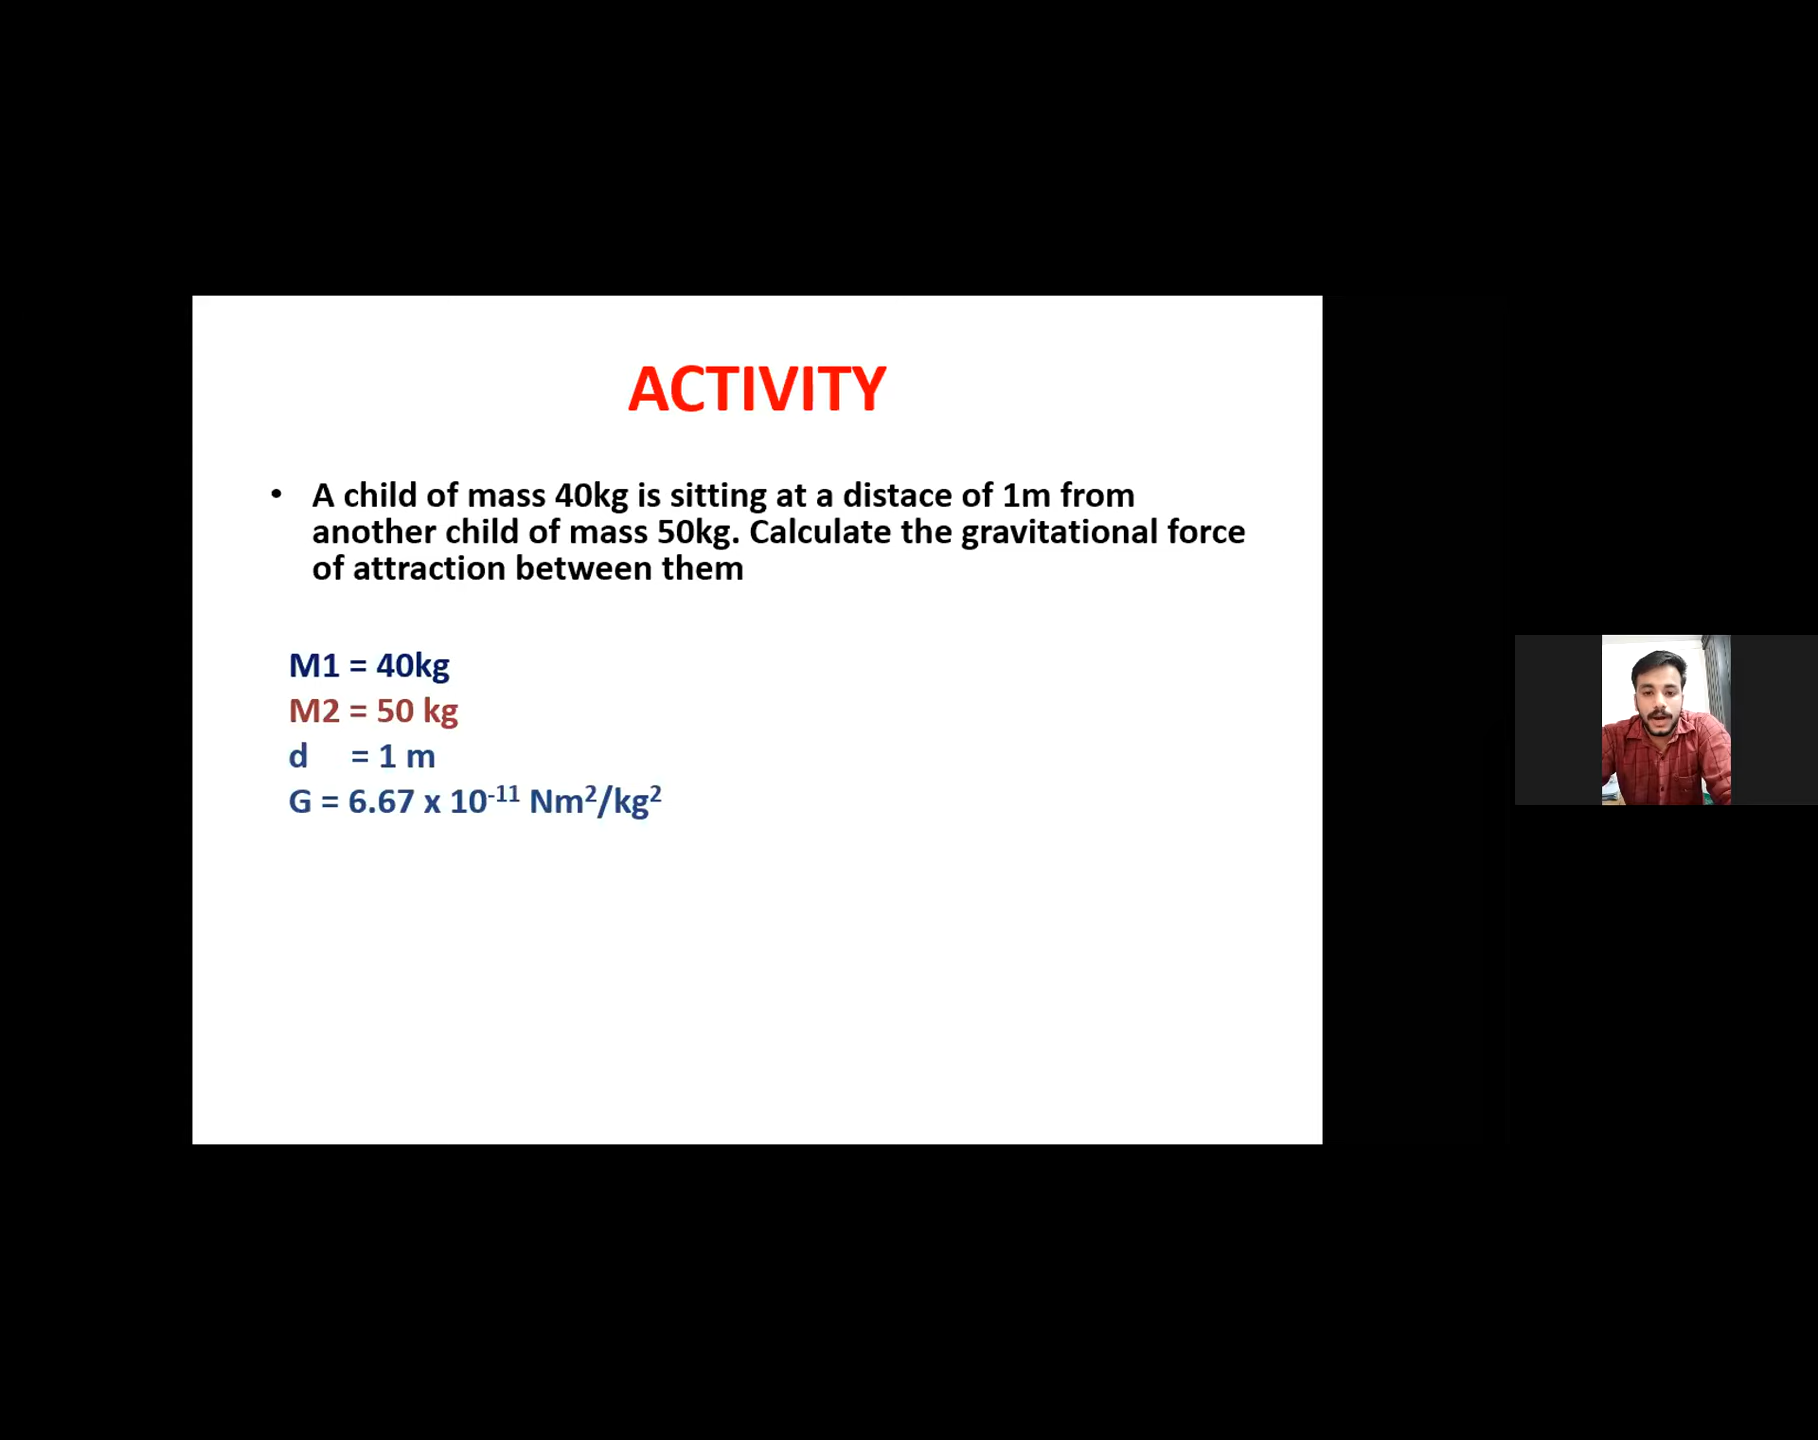 ACTIVITY
• A child of mass 40kg is sitting at a distace of 1m from
another child of mass 50kg. Calculate the gravitational force
of attraction between them
M1 = 40kg
M2 = 50 kg
d = 1 m
G = 6.67 x 10⁻¹¹ Nm²/kg²